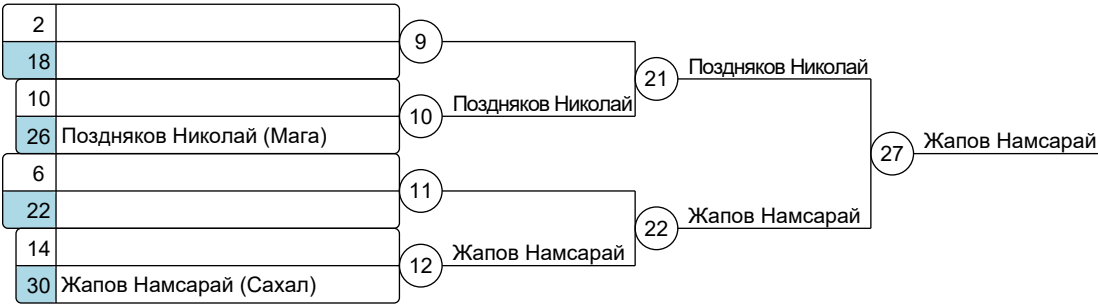 2
9
18
21 Поздняков Николай
10
10 Поздняков Николай
26 Поздняков Николай (Мага)
27 Жапов Намсарай
6
11
22
22 Жапов Намсарай
14
12 Жапов Намсарай
30 Жапов Намсарай (Сахал)